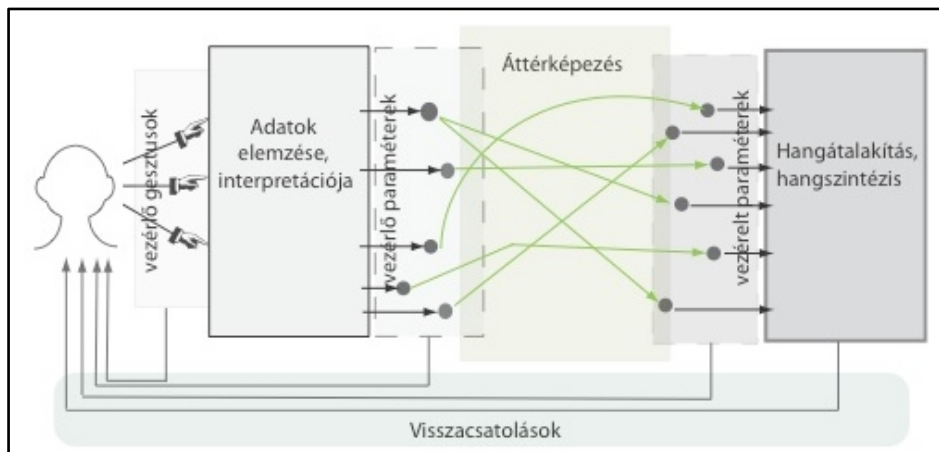 vezérlő gesztusok
Adatok
elemzése,
interpretációja
vezérlő paraméterek
Áttérképezés
vezérelt paraméterek
Hangátalakítás,
hangszintézis
Visszacsatolások